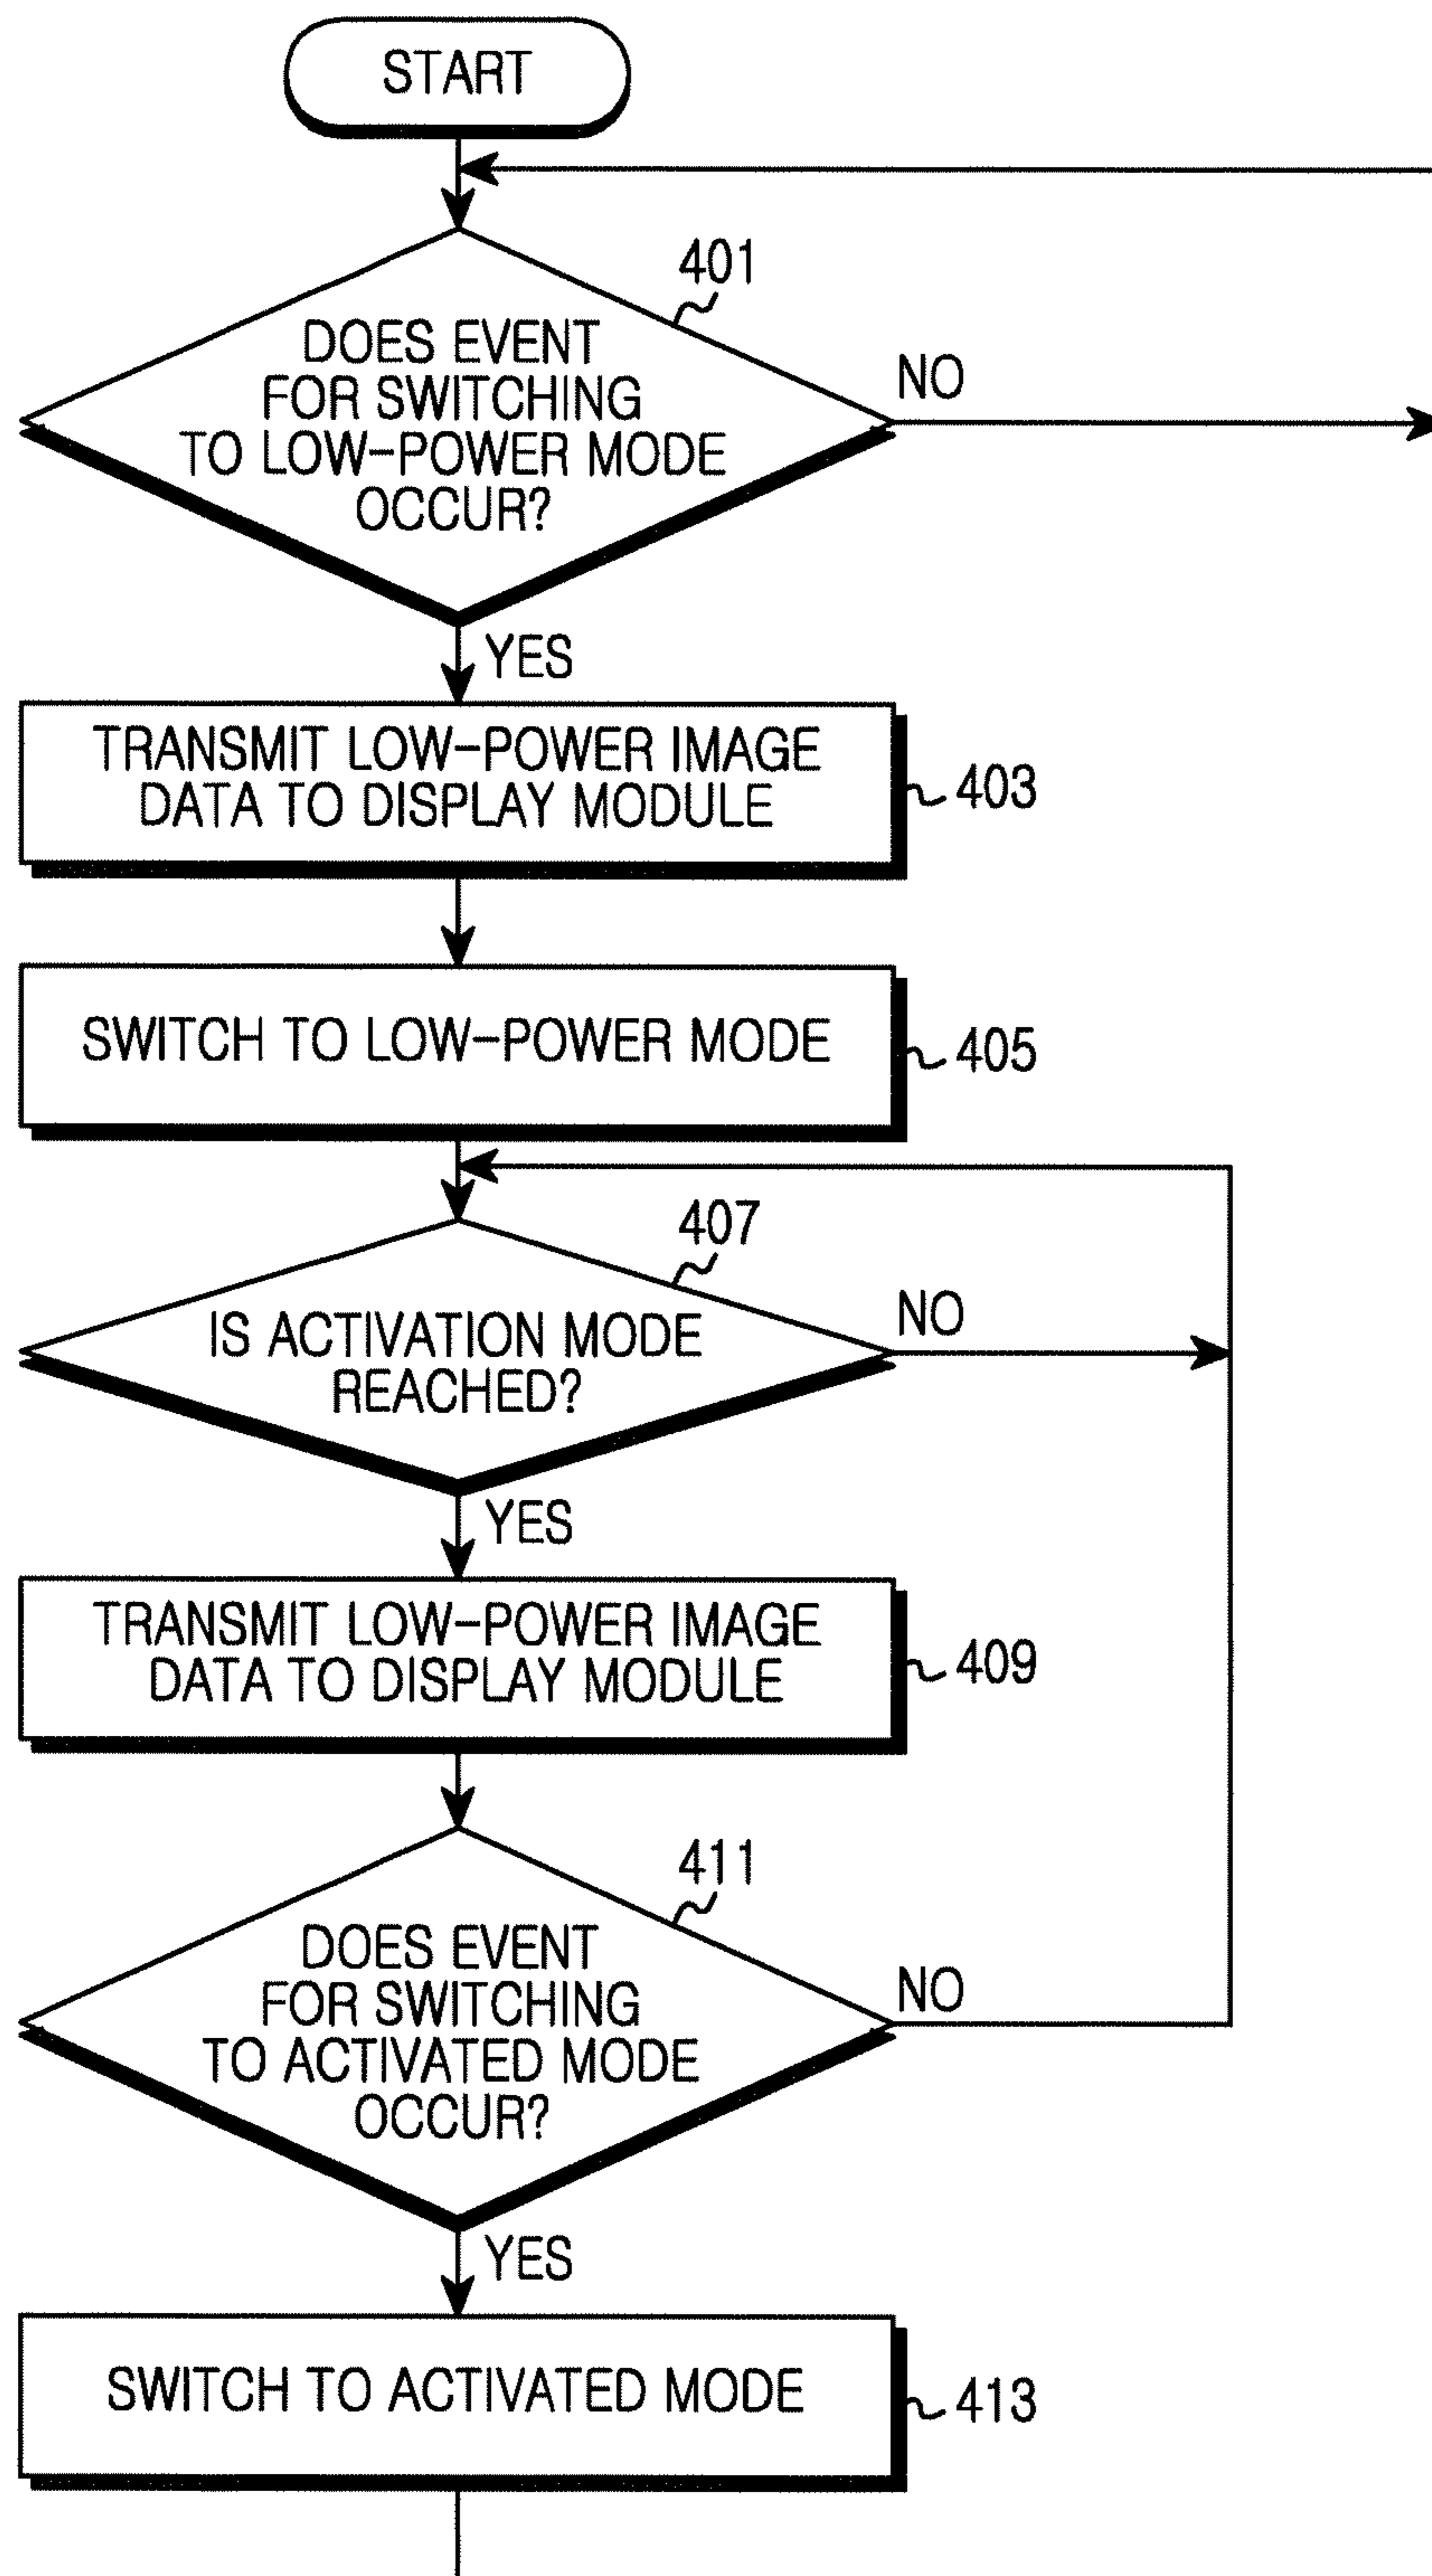 START
401
DOES EVENT
FOR SWITCHING
TO LOW-POWER MODE
OCCUR?
NO
YES
TRANSMIT LOW-POWER IMAGE
DATA TO DISPLAY MODULE
403
SWITCH TO LOW-POWER MODE
405
407
IS ACTIVATION MODE
REACHED?
NO
YES
TRANSMIT LOW-POWER IMAGE
DATA TO DISPLAY MODULE
409
411
DOES EVENT
FOR SWITCHING
TO ACTIVATED MODE
OCCUR?
NO
YES
SWITCH TO ACTIVATED MODE
413